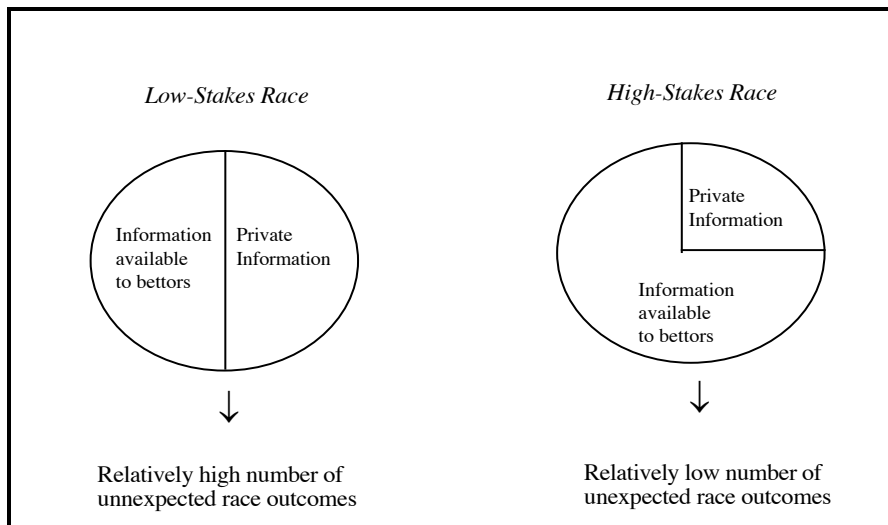 Low-Stakes Race
Information
available
to bettors
Private
Information
Relatively high number of
unnexpected race outcomes
High-Stakes Race
Private
Information
Information
available
to bettors
Relatively low number of
unexpected race outcomes